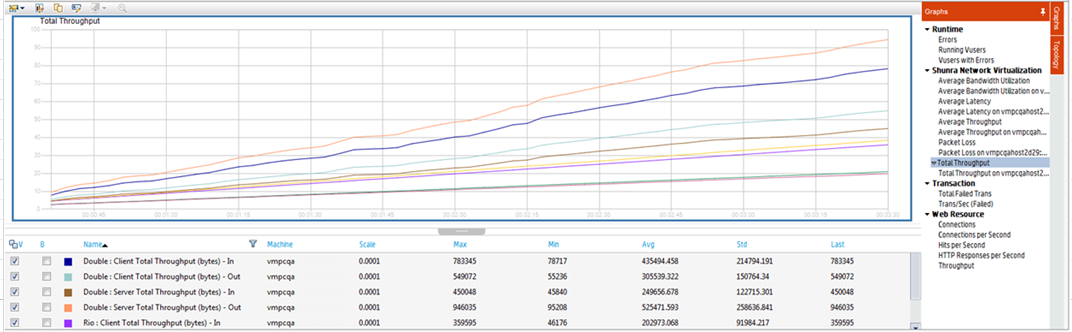 Total Throughput
100
90
80
70
60
50
40
30
20
10
0
00:00:45 00:01:00 00:01:15 00:01:30 00:01:45 00:02:00 00:02:15 00:02:30 00:02:45 00:03:00 00:03:15 00:03:30
V B Name Machine Scale Max Min Avg Std Last
Double : Client Total Throughput (bytes) - In vmpcqa 0.0001 783345 78717 435494.458 214794.191 783345
Double : Client Total Throughput (bytes) - Out vmpcqa 0.0001 549072 55236 305539.322 150764.34 549072
Double : Server Total Throughput (bytes) - In vmpcqa 0.0001 450048 45840 249656.678 122715.301 450048
Double : Server Total Throughput (bytes) - Out vmpcqa 0.0001 946035 95208 525471.593 258636.841 946035
Rio : Client Total Throughput (bytes) - In vmpcqa 0.0001 359595 46176 202973.068 91984.217 359595
Graphs
Runtime
Errors
Running Vusers
Vusers with Errors
Shunra Network Virtualization
Average Bandwidth Utilization
Average Bandwidth Utilization on v...
Average Latency
Average Latency on vmpcqahost2...
Average Throughput
Average Throughput on vmpcqah...
Packet Loss
Packet Loss on vmpcqahost2d29c...
Total Throughput
Total Throughput on vmpcqahost2...
Transaction
Total Failed Trans
Trans/Sec (Failed)
Web Resource
Connections
Connections per Second
Hits per Second
HTTP Responses per Second
Throughput
Graphs
Topology